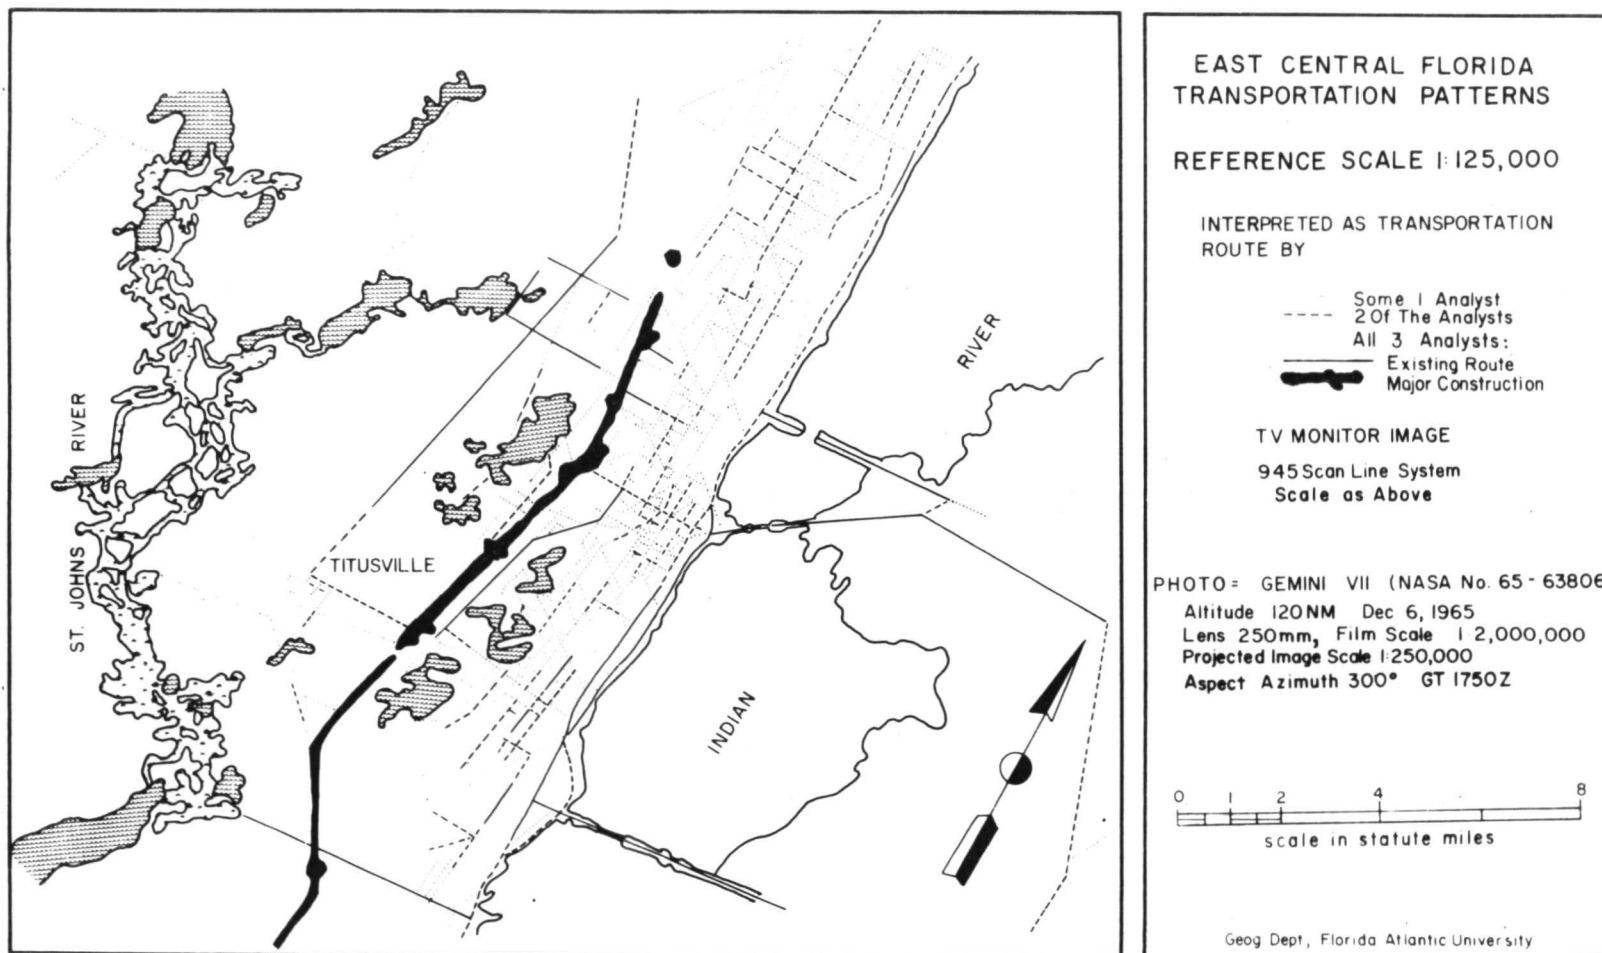 ST. JOHNS RIVER
TITUSVILLE
INDIAN RIVER
EAST CENTRAL FLORIDA
TRANSPORTATION PATTERNS
REFERENCE SCALE 1:125,000
INTERPRETED AS TRANSPORTATION
ROUTE BY
Some 1 Analyst
2 Of The Analysts
All 3 Analysts:
Existing Route
Major Construction
TV MONITOR IMAGE
945 Scan Line System
Scale as Above
PHOTO = GEMINI VII (NASA No. 65-63806
Altitude 120NM Dec 6, 1965
Lens 250mm, Film Scale 1:2,000,000
Projected Image Scale 1:250,000
Aspect Azimuth 300° GT 1750Z
0 1 2 4 8
scale in statute miles
Geog Dept, Florida Atlantic University